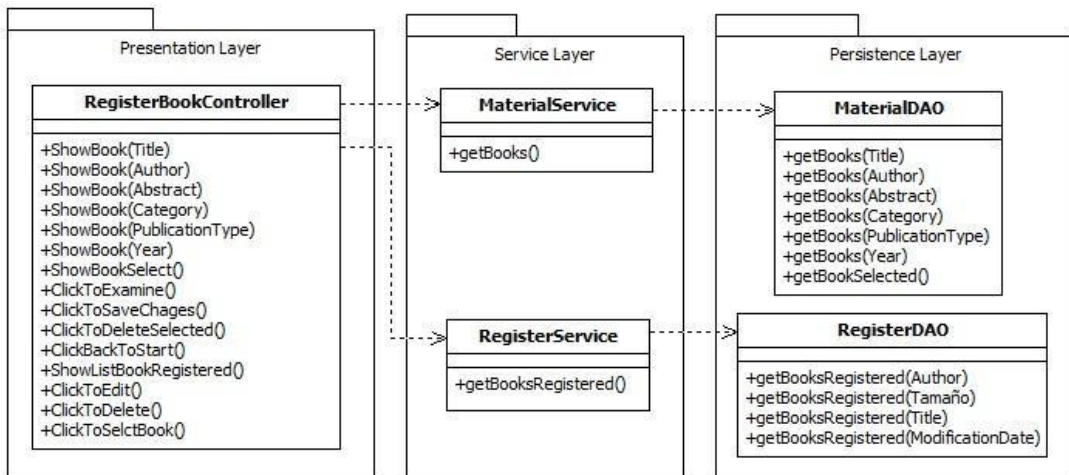 Presentation Layer
RegisterBookController
+ShowBook(Title)
+ShowBook(Author)
+ShowBook(Abstract)
+ShowBook(Category)
+ShowBook(PublicationType)
+ShowBook(Year)
+ShowBookSelect()
+ClickToExamine()
+ClickToSaveChages()
+ClickToDeleteSelected()
+ClickBackToStart()
+ShowListBookRegistered()
+ClickToEdit()
+ClickToDelete()
+ClickToSelctBook()
Service Layer
MaterialService
+getBooks()
RegisterService
+getBooksRegistered()
Persistence Layer
MaterialDAO
+getBooks(Title)
+getBooks(Author)
+getBooks(Abstract)
+getBooks(Category)
+getBooks(PublicationType)
+getBooks(Year)
+getBookSelected()
RegisterDAO
+getBooksRegistered(Author)
+getBooksRegistered(Tamaño)
+getBooksRegistered(Title)
+getBooksRegistered(ModificationDate)